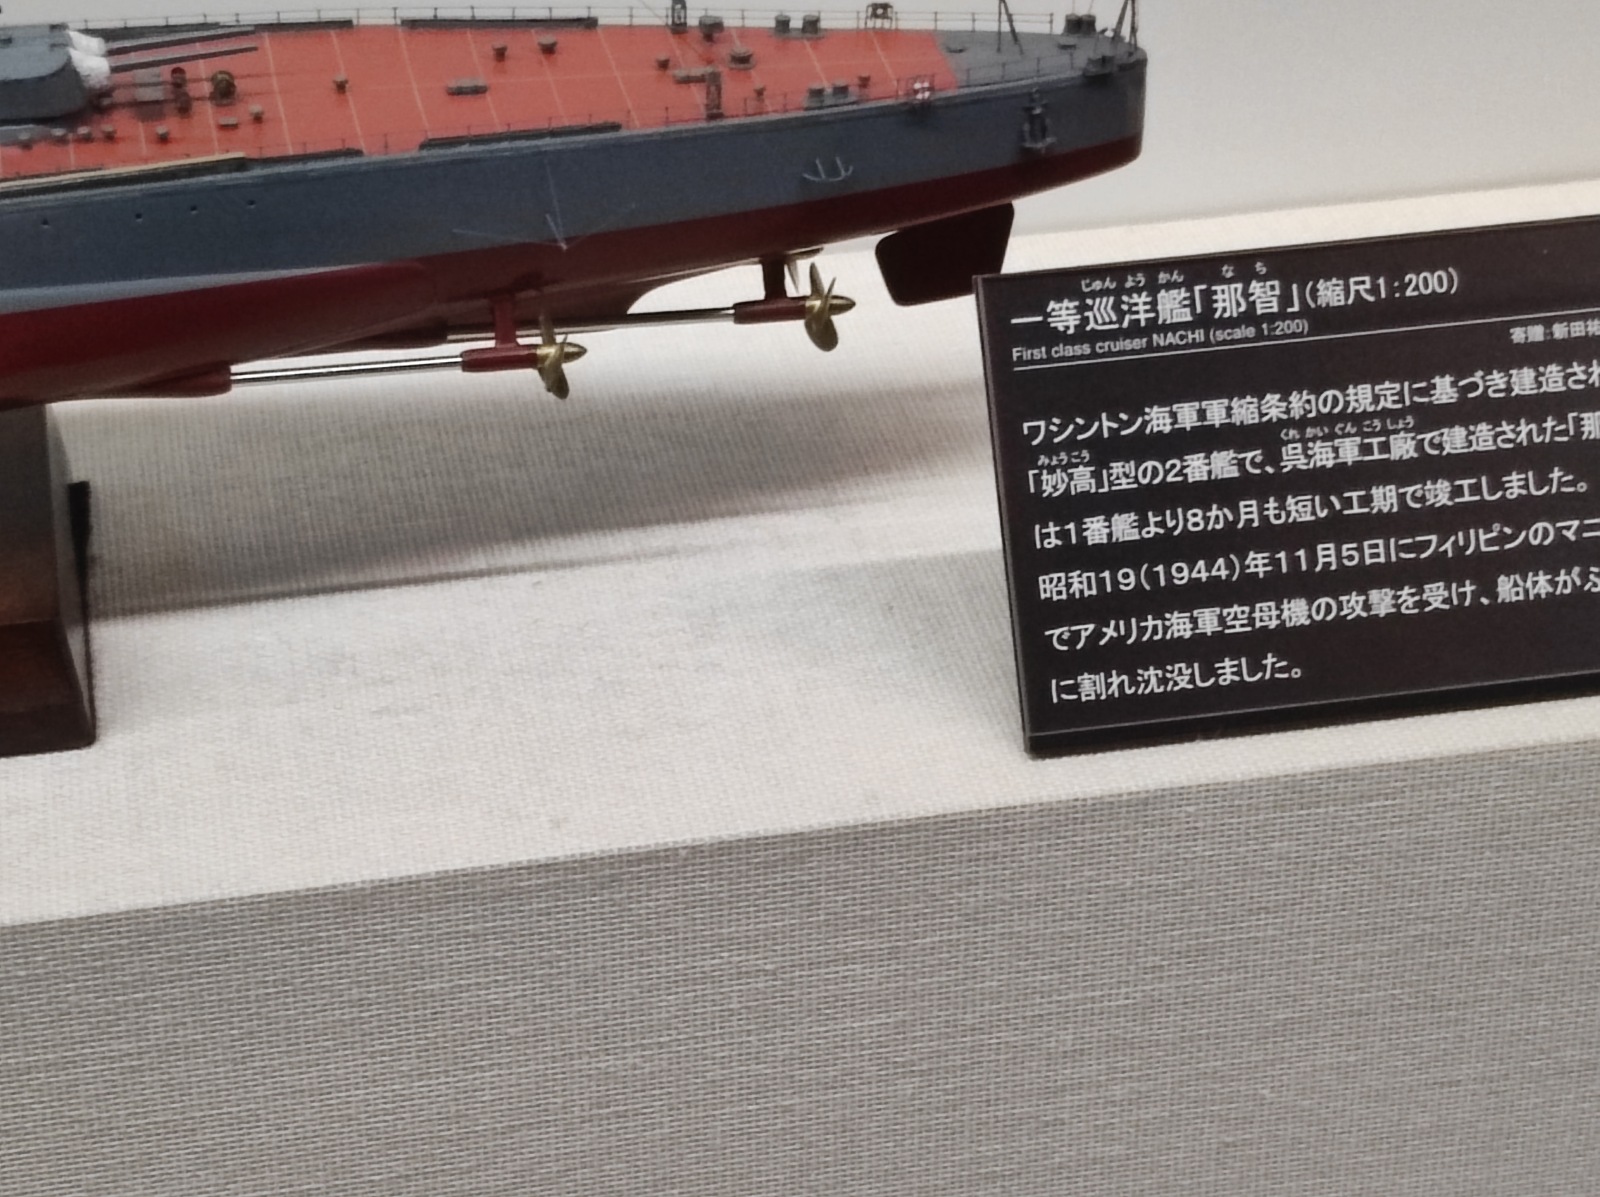 じゅん よう かん な ち
一等巡洋艦「那智」(縮尺1:200)
First class cruiser NACHI (scale 1:200)
寄贈:新田祐
ワシントン海軍軍縮条約の規定に基づき建造され
みょうこう くれ かい ぐん こう しょう
「妙高」型の2番艦で、呉海軍工廠で建造された「那
は1番艦より8か月も短い工期で竣工しました。
昭和19(1944)年11月5日にフィリピンのマニ
でアメリカ海軍空母機の攻撃を受け、船体がふ
に割れ沈没しました。